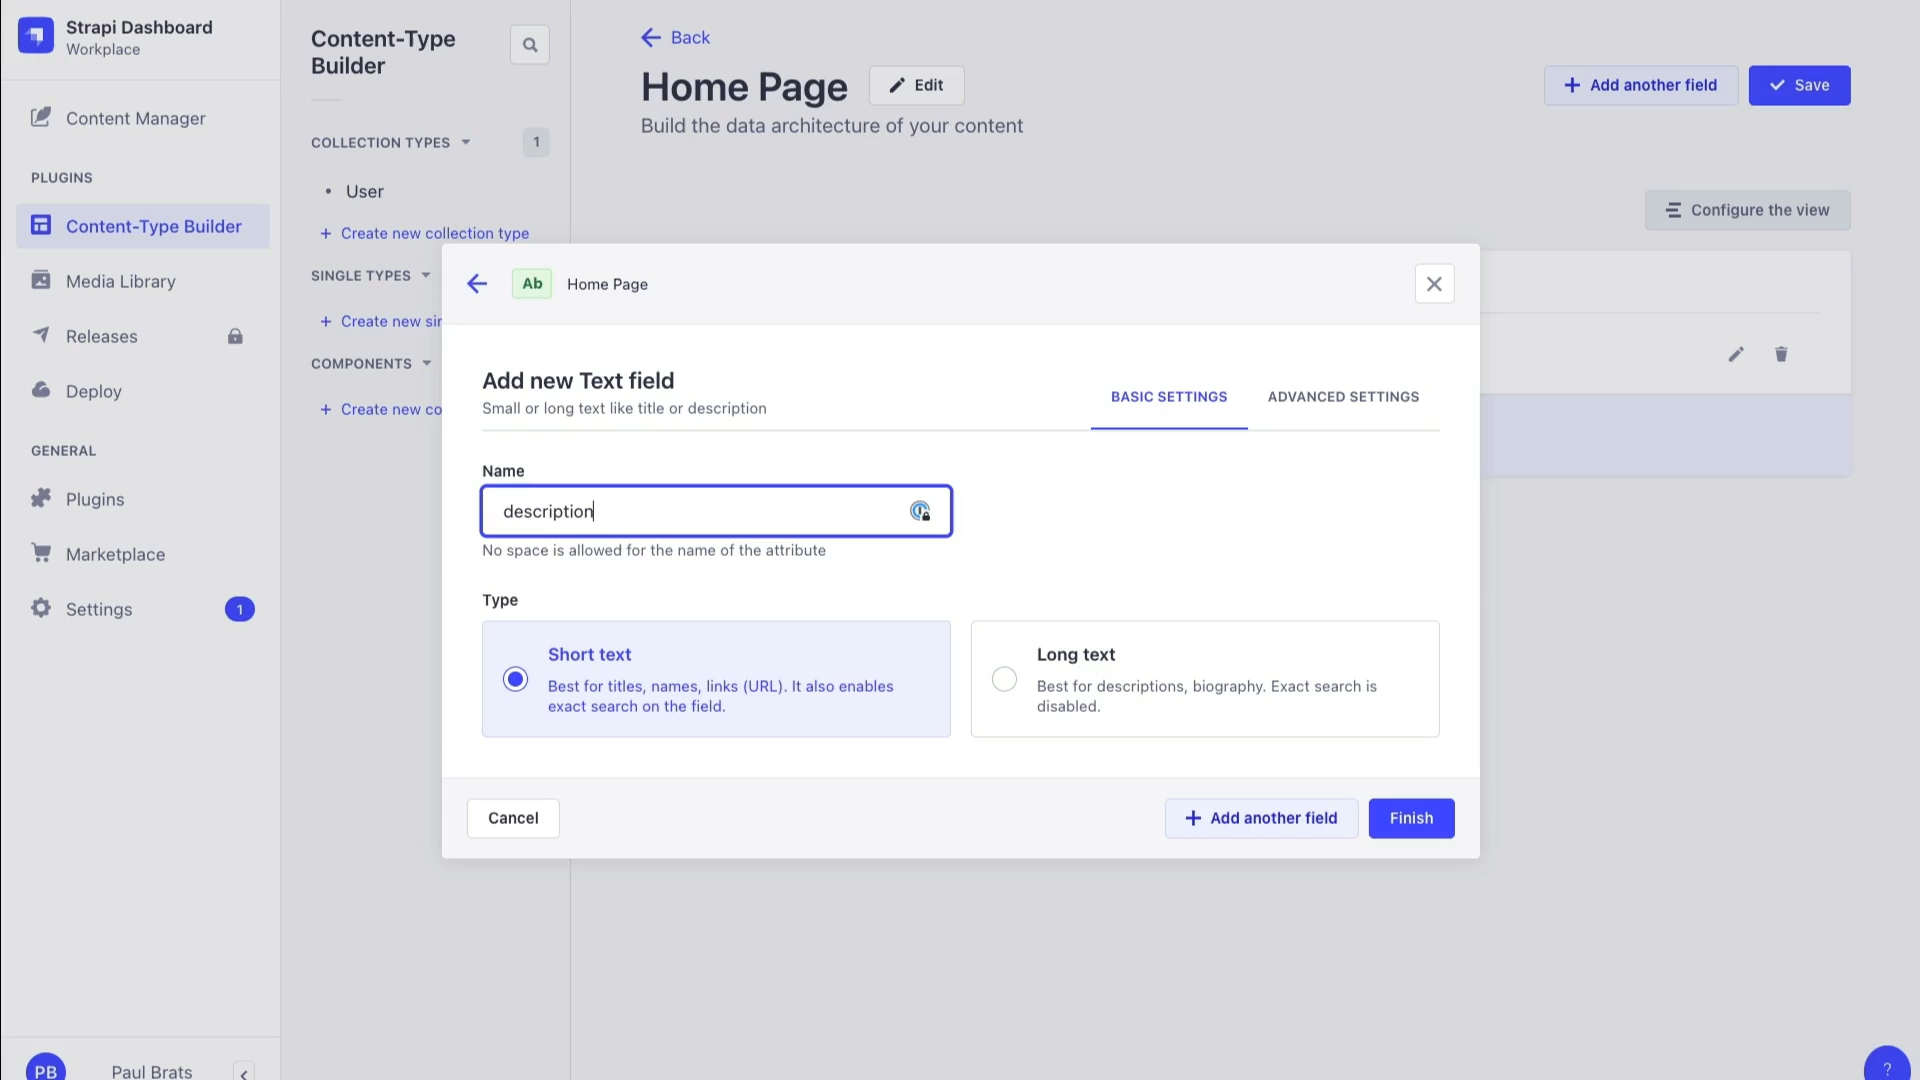 Strapi Dashboard
Workplace
Content Manager
PLUGINS
Content-Type Builder
Media Library
Releases
Deploy
GENERAL
Plugins
Marketplace
Settings
1
PB
Paul Brats
Content-Type
Builder
COLLECTION TYPES
1
User
Create new collection type
SINGLE TYPES
Create new sin
COMPONENTS
Create new co
Back
Home Page
Edit
Add another field
Save
Build the data architecture of your content
Configure the view
Ab
Home Page
Add new Text field
Small or long text like title or description
BASIC SETTINGS
ADVANCED SETTINGS
Name
description
No space is allowed for the name of the attribute
Type
Short text
Best for titles, names, links (URL). It also enables
exact search on the field.
Long text
Best for descriptions, biography. Exact search is
disabled.
Cancel
Add another field
Finish
?